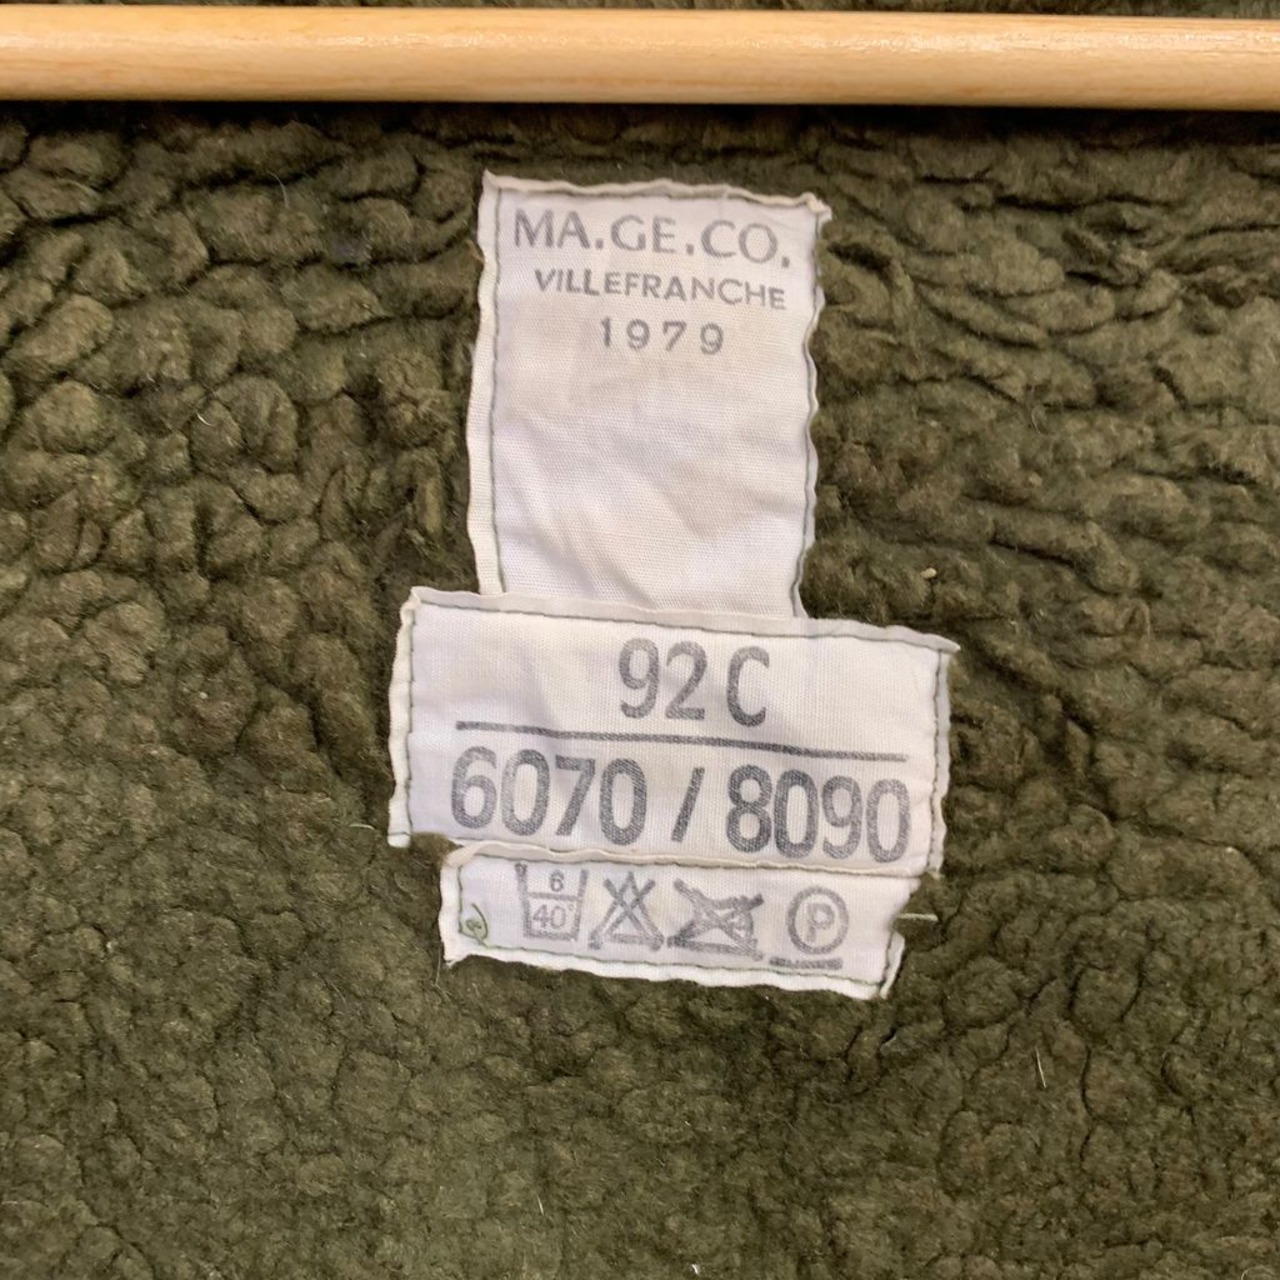 MA.GE.CO.
VILLEFRANCHE
1979
92 C
6070 / 8090
6
40°
P